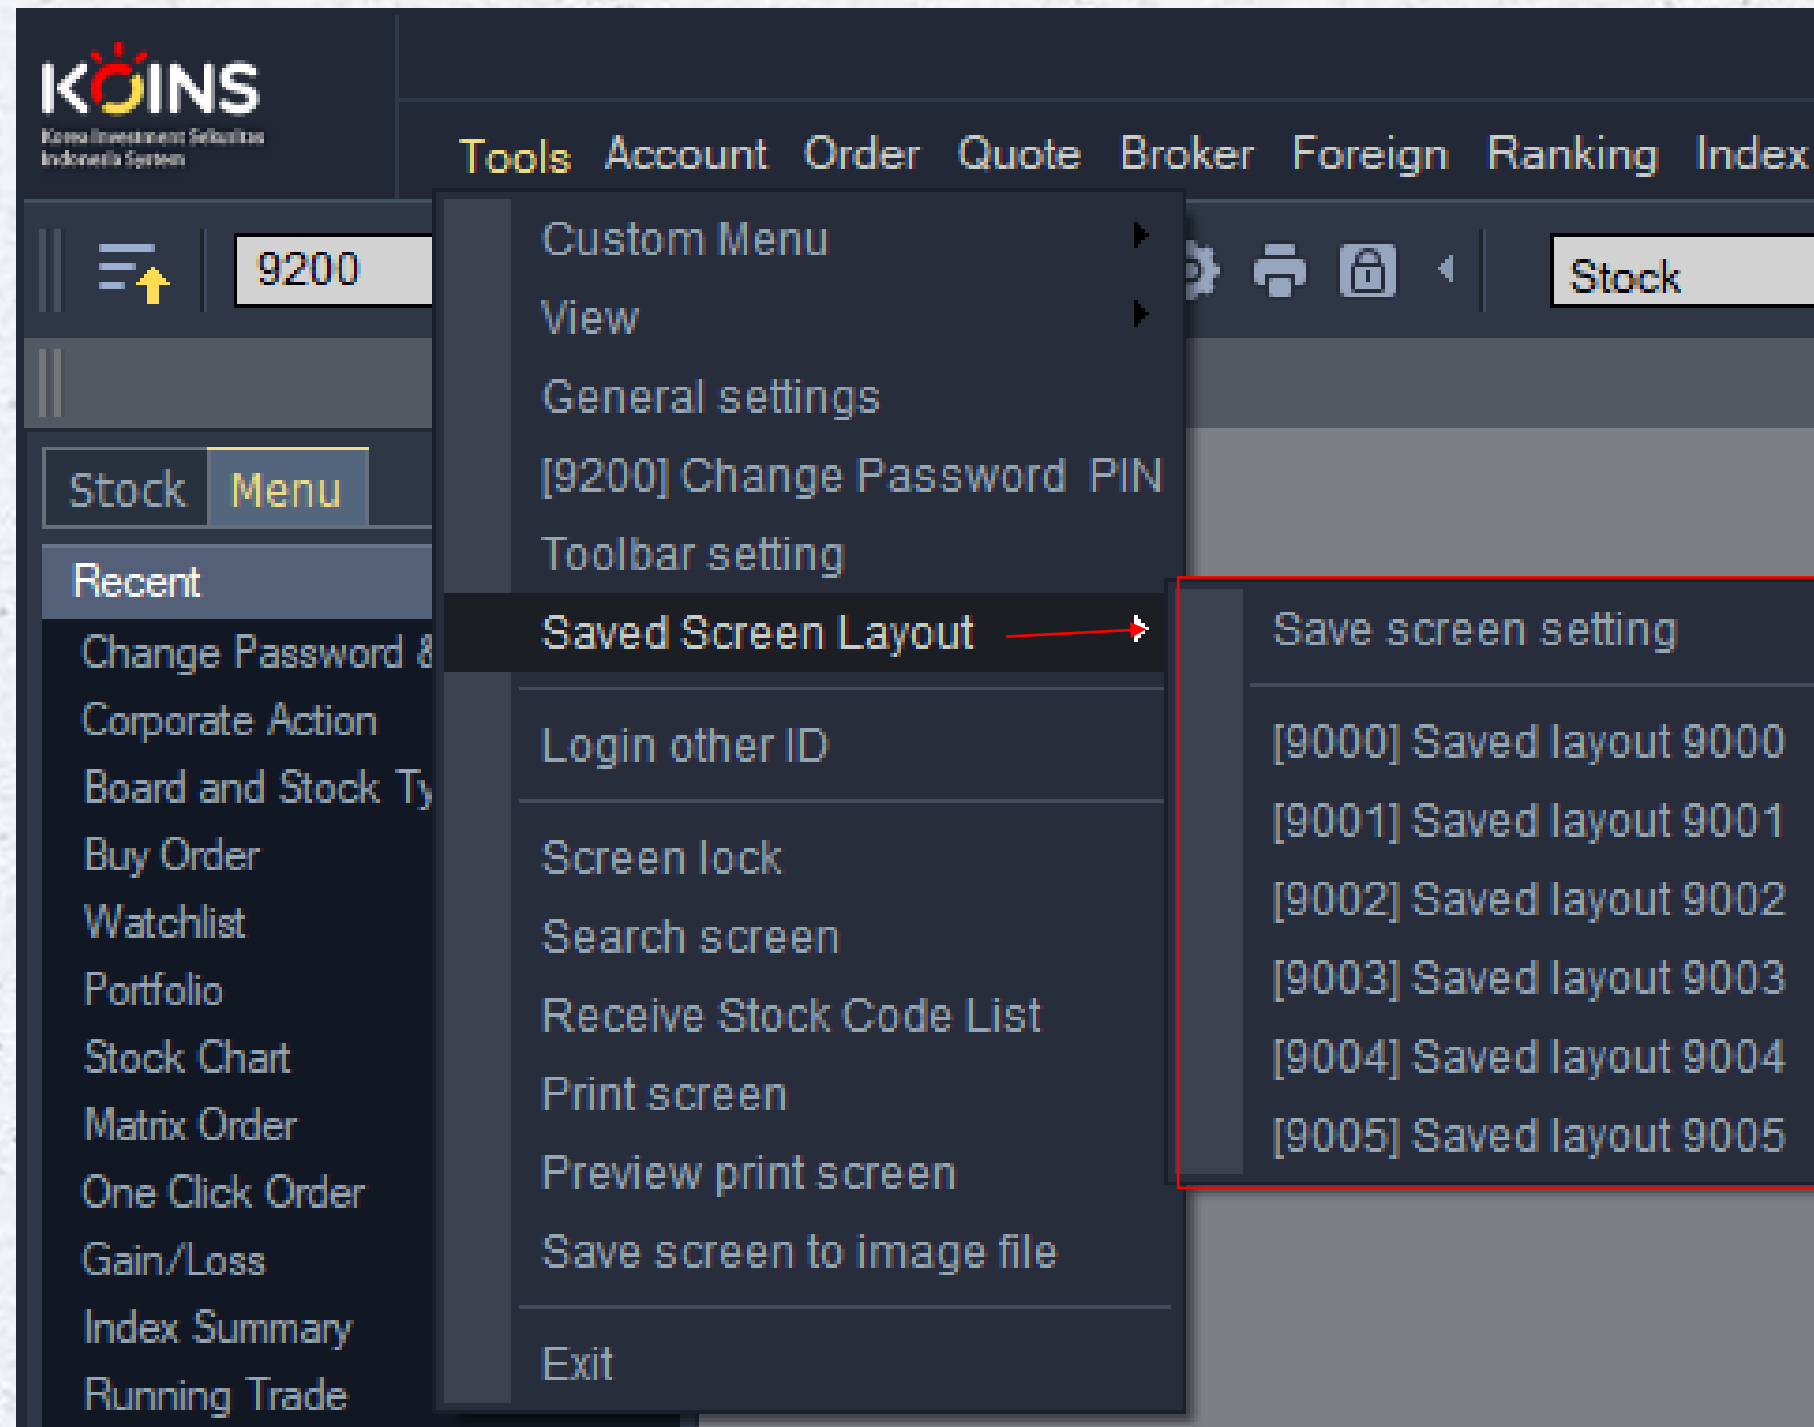 KOINS
Korea Investment Sekuritas
Indonesia System
Tools Account Order Quote Broker Foreign Ranking Index
9200
Stock
Stock Menu
Recent
Change Password &
Corporate Action
Board and Stock Ty
Buy Order
Watchlist
Portfolio
Stock Chart
Matrix Order
One Click Order
Gain/Loss
Index Summary
Running Trade
Custom Menu
View
General settings
[9200] Change Password PIN
Toolbar setting
Saved Screen Layout
Login other ID
Screen lock
Search screen
Receive Stock Code List
Print screen
Preview print screen
Save screen to image file
Exit
Save screen setting
[9000] Saved layout 9000
[9001] Saved layout 9001
[9002] Saved layout 9002
[9003] Saved layout 9003
[9004] Saved layout 9004
[9005] Saved layout 9005